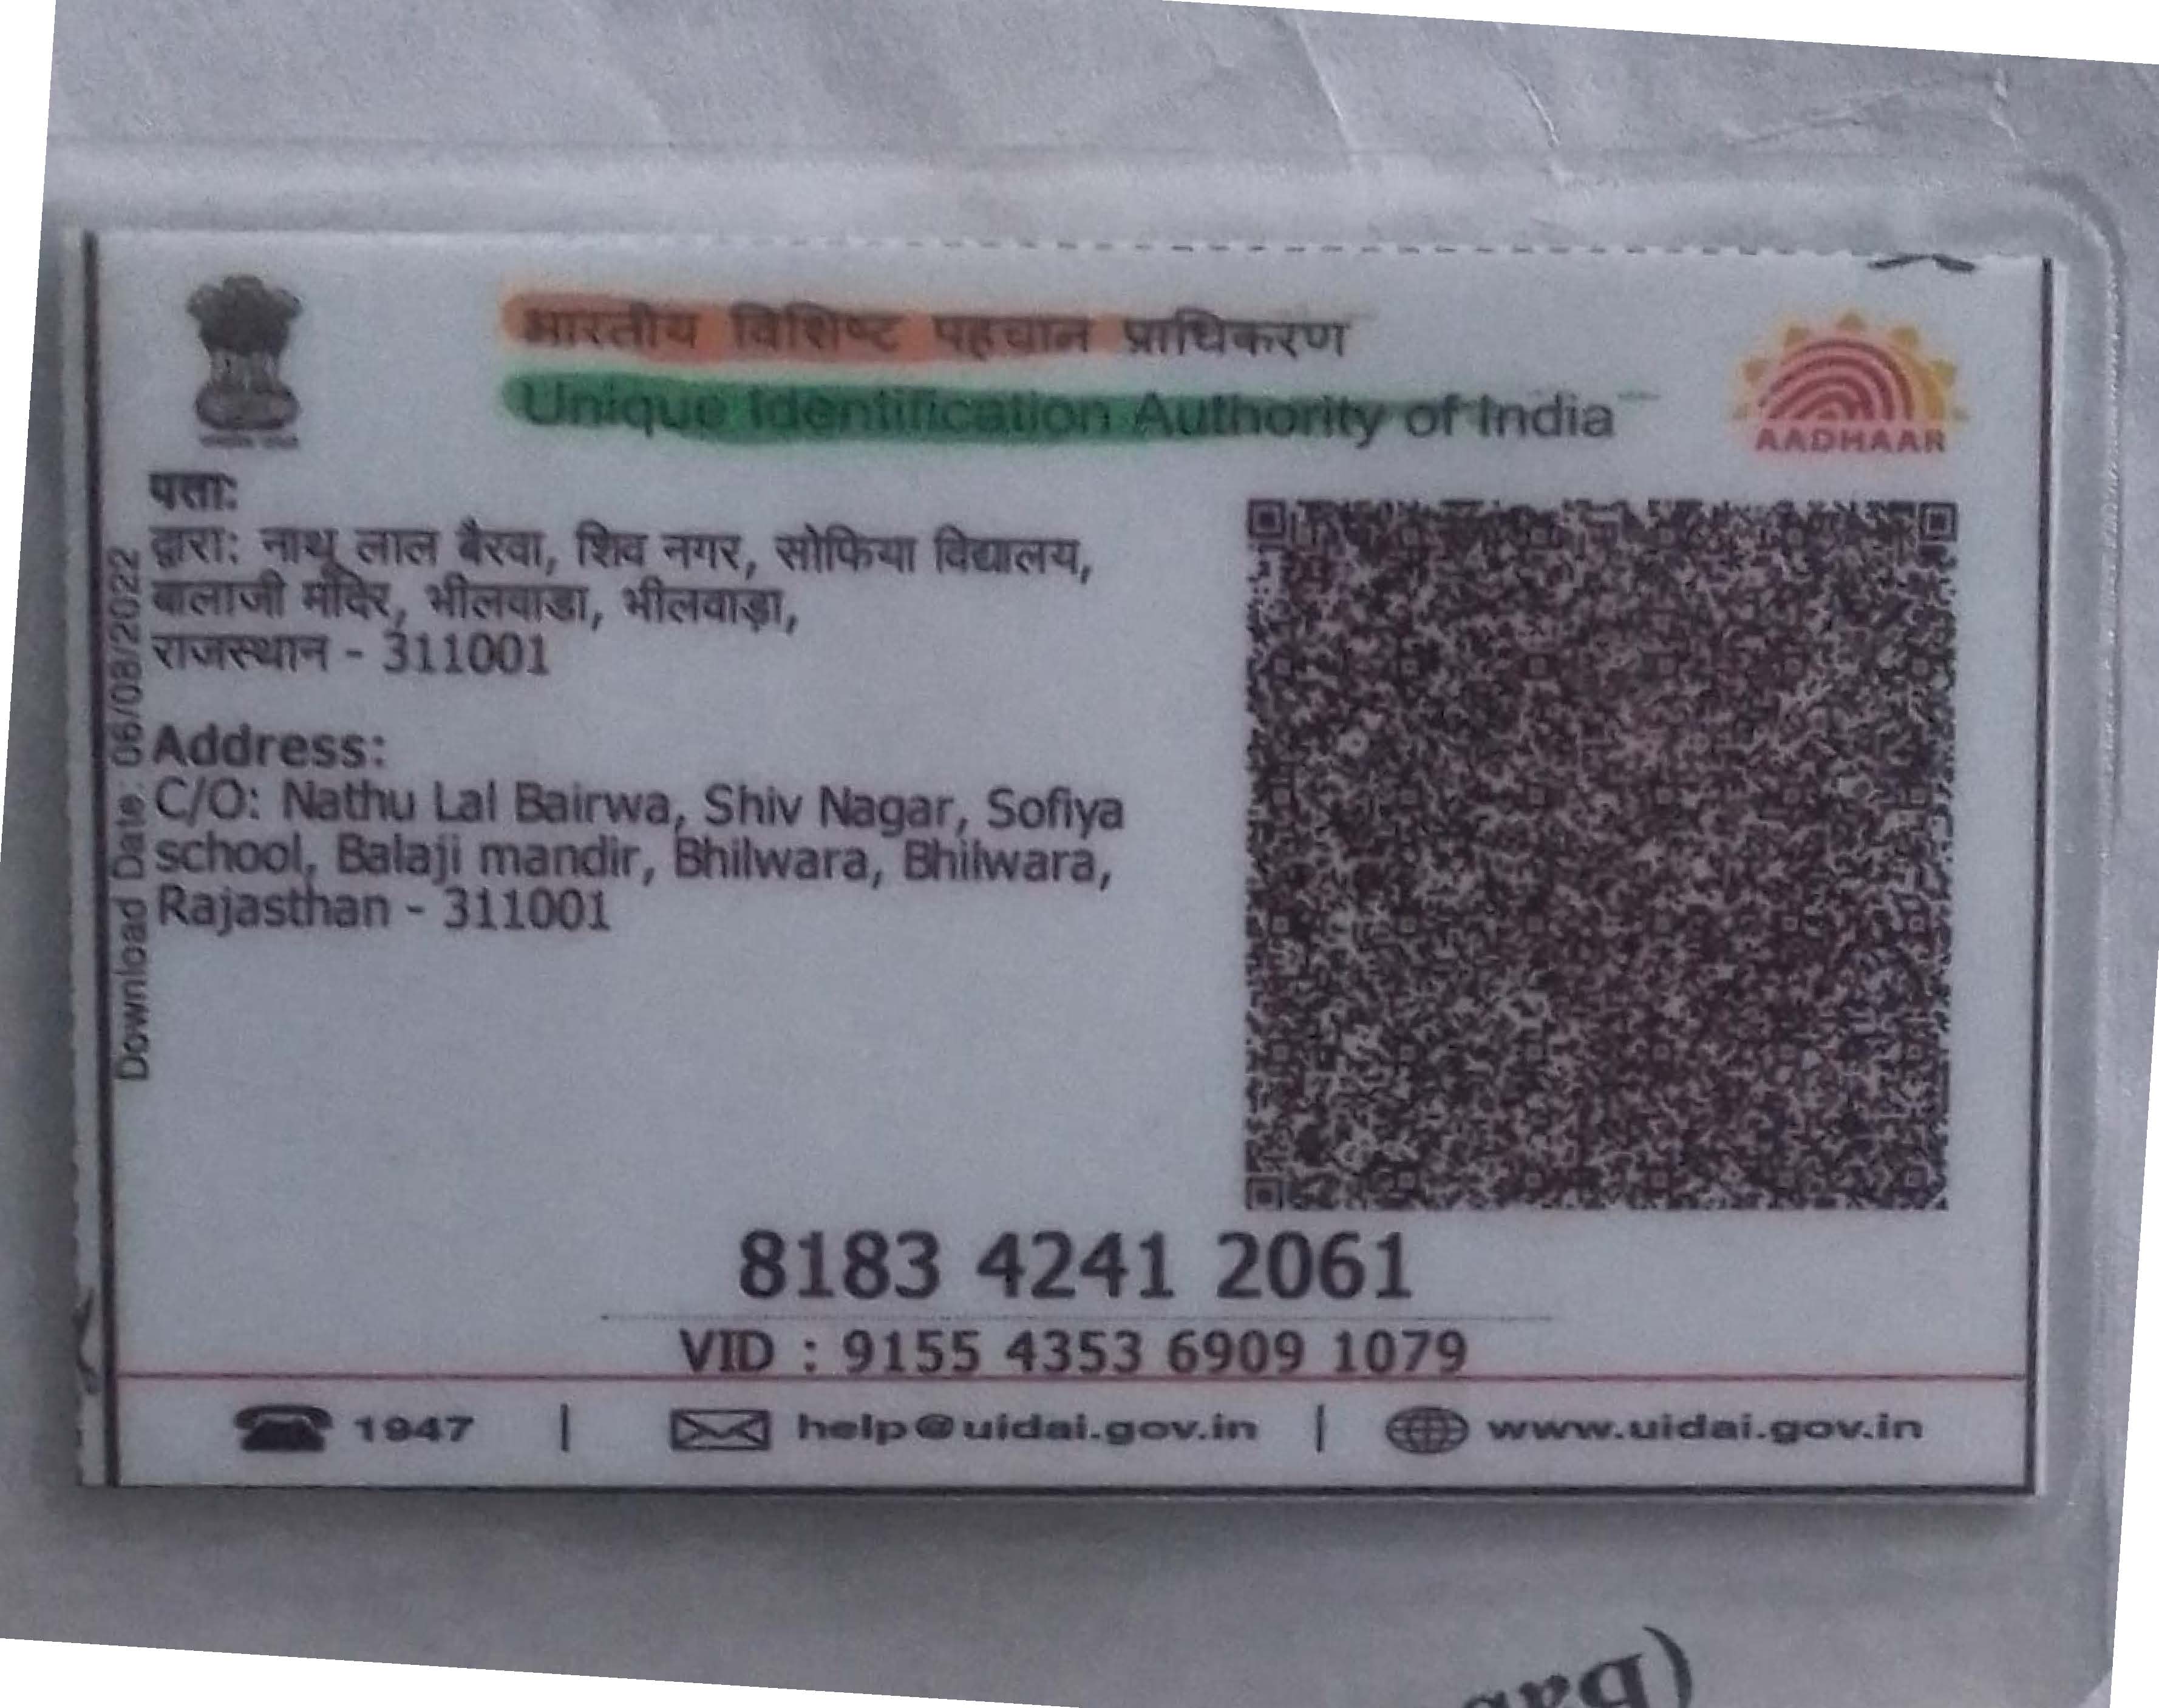 भारतीय विशिष्ट पहचान प्राधिकरण
Unique Identification Authority of India
AADHAAR
पता:
द्वारा: नाथू लाल बैरवा, शिव नगर, सोफिया विद्यालय,
बालाजी मंदिर, भीलवाडा, भीलवाड़ा,
राजस्थान - 311001
Address:
C/O: Nathu Lal Bairwa, Shiv Nagar, Sofiya
school, Balaji mandir, Bhilwara, Bhilwara,
Rajasthan - 311001
Download Date: 06/08/2022
8183 4241 2061
VID : 9155 4353 6909 1079
1947 | help@uidai.gov.in | www.uidai.gov.in